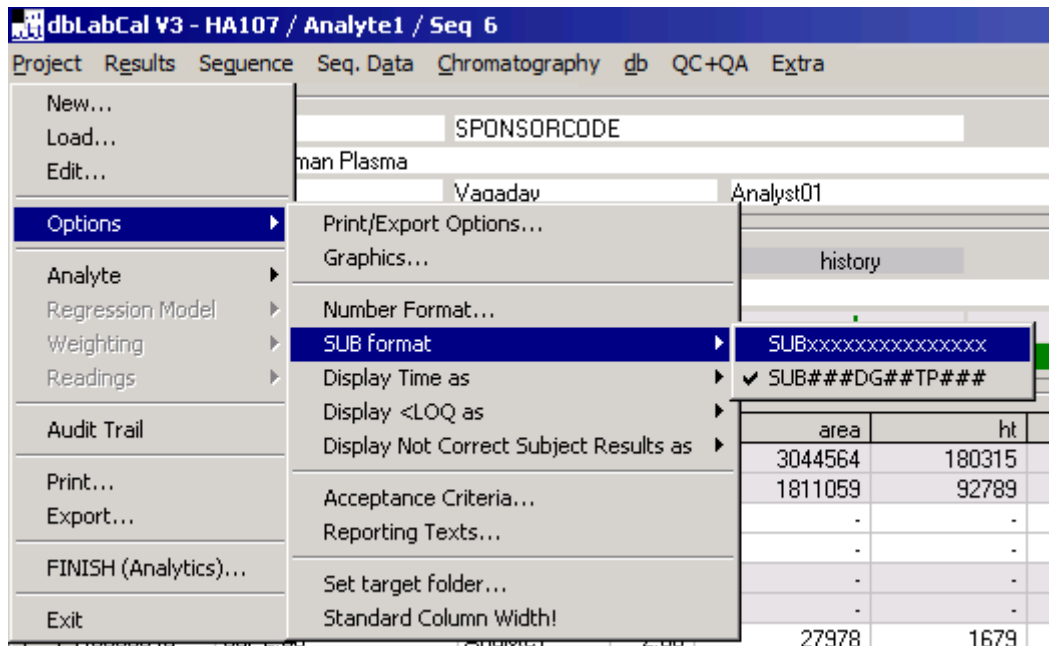 dbLabCal V3 - HA107 / Analyte1 / Seq 6
Project Results Sequence Seq. Data Chromatography db QC+QA Extra
New...
Load...
Edit...
Options
Analyte
Regression Model
Weighting
Readings
Audit Trail
Print...
Export...
FINISH (Analytics)...
Exit
SPONSORCODE
man Plasma
Vagaday Analyst01
Print/Export Options...
Graphics...
Number Format...
SUB format
Display Time as
Display <LOQ as
Display Not Correct Subject Results as
Acceptance Criteria...
Reporting Texts...
Set target folder...
Standard Column Width!
history
SUBxxxxxxxxxxxxxxx
✓ SUB###DG##TP###
area ht
3044564 180315
1811059 92789
- -
- -
- -
- -
27978 1679